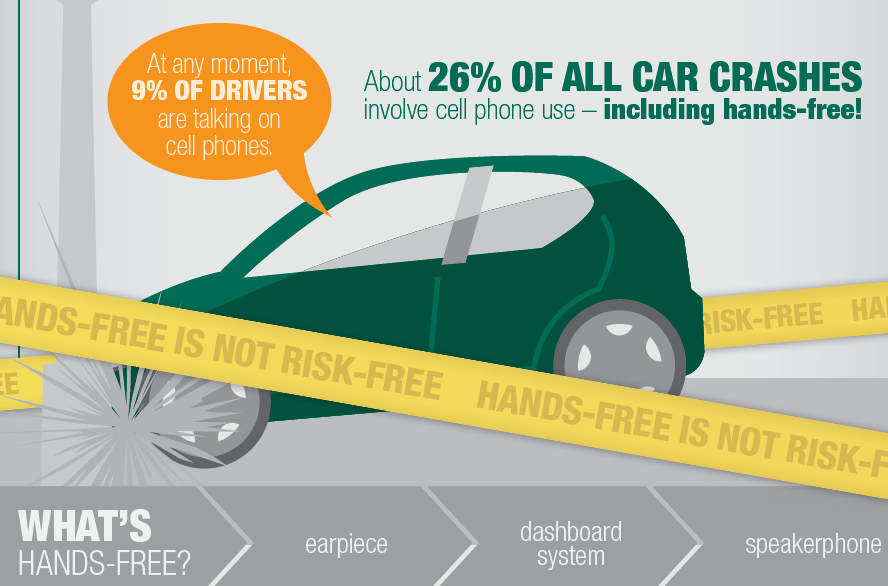 At any moment,
9% OF DRIVERS
are talking on
cell phones.
About 26% OF ALL CAR CRASHES
involve cell phone use – including hands-free!
ANDS-FREE IS NOT RISK-FREE HANDS-FREE IS NOT RISK-F
RISK-FREE HA
EE
WHAT'S
HANDS-FREE?
earpiece
dashboard
system
speakerphone